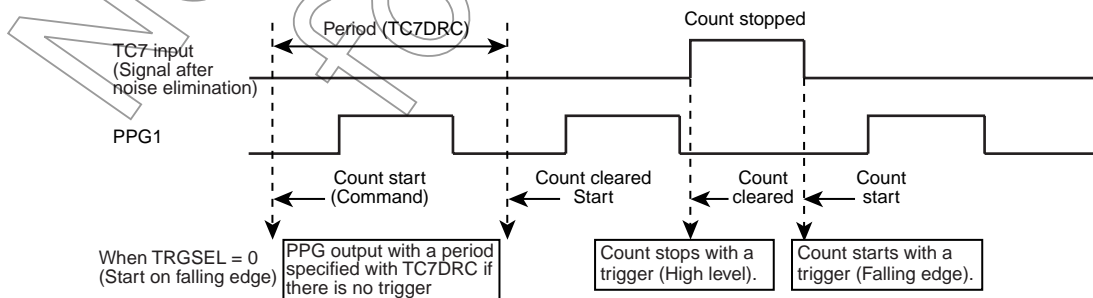 Count stopped
Period (TC7DRC)
TC7 input
(Signal after
noise elimination)
PPG1
Count start
(Command)
Count cleared
Start
Count
cleared
Count
start
When TRGSEL = 0
(Start on falling edge)
PPG output with a period
specified with TC7DRC if
there is no trigger
Count stops with a
trigger (High level).
Count starts with a
trigger (Falling edge).